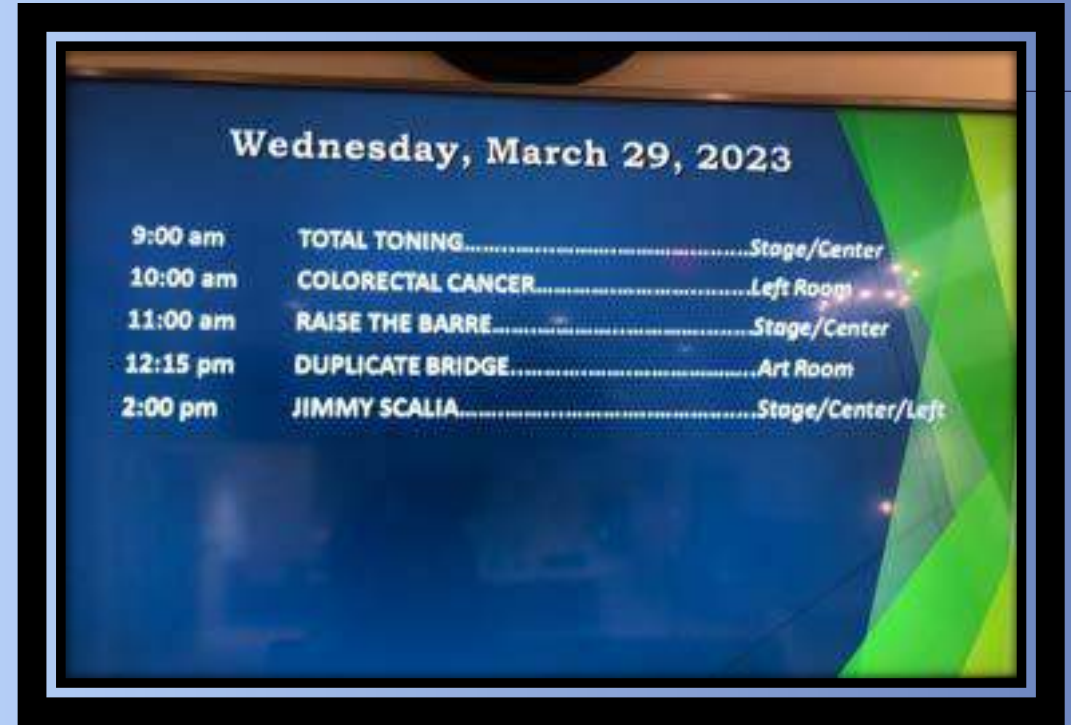 Wednesday, March 29, 2023
9:00 am TOTAL TONING..........Stage/Center
10:00 am COLORECTAL CANCER..........Left Room
11:00 am RAISE THE BARRE..........Stage/Center
12:15 pm DUPLICATE BRIDGE..........Art Room
2:00 pm JIMMY SCALIA..........Stage/Center/Left